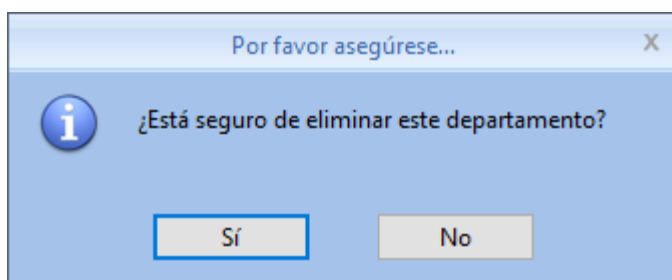 Por favor asegúrese...
X
¿Está seguro de eliminar este departamento?
Sí
No